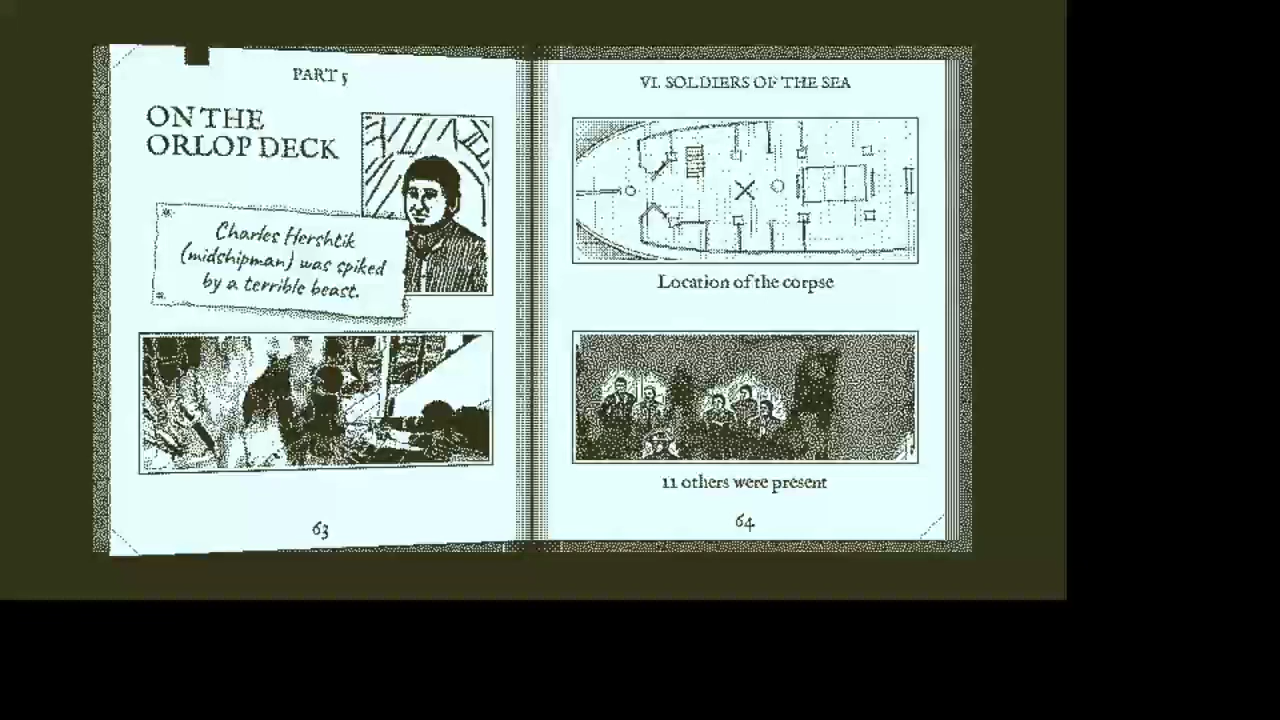 PART 5
ON THE
ORLOP DECK
Charles Hershtik
(midshipman) was spiked
by a terrible beast.
63
VI. SOLDIERS OF THE SEA
Location of the corpse
11 others were present
64